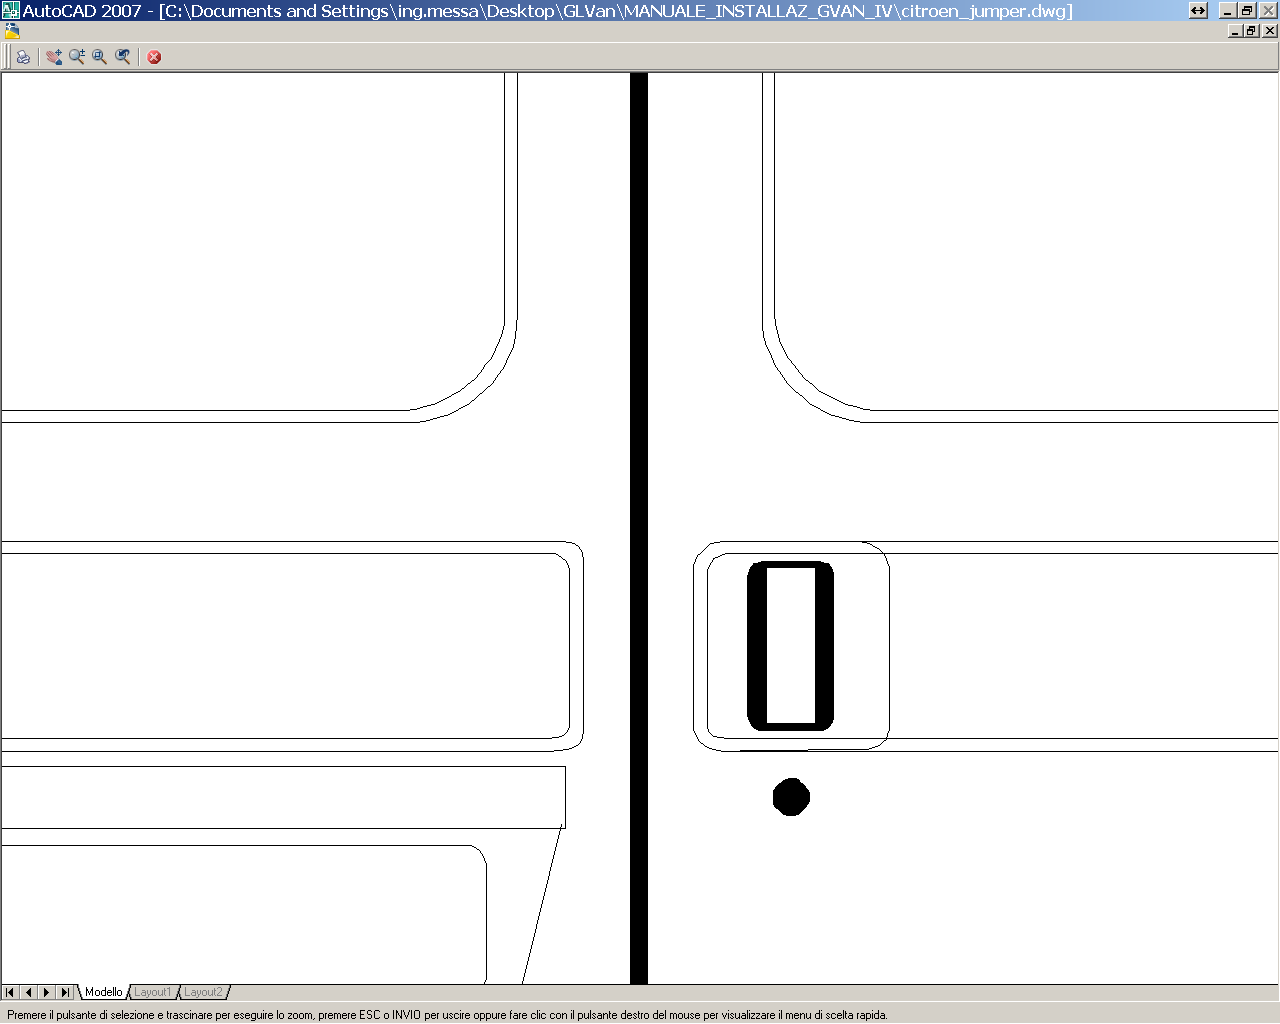 AutoCAD 2007 - [C:\Documents and Settings\ing.messa\Desktop\GLVan\MANUALE_INSTALLAZ_GVAN_IV\citroen_jumper.dwg]
Modello Layout1 Layout2
Premere il pulsante di selezione e trascinare per eseguire lo zoom, premere ESC o INVIO per uscire oppure fare clic con il pulsante destro del mouse per visualizzare il menu di scelta rapida.